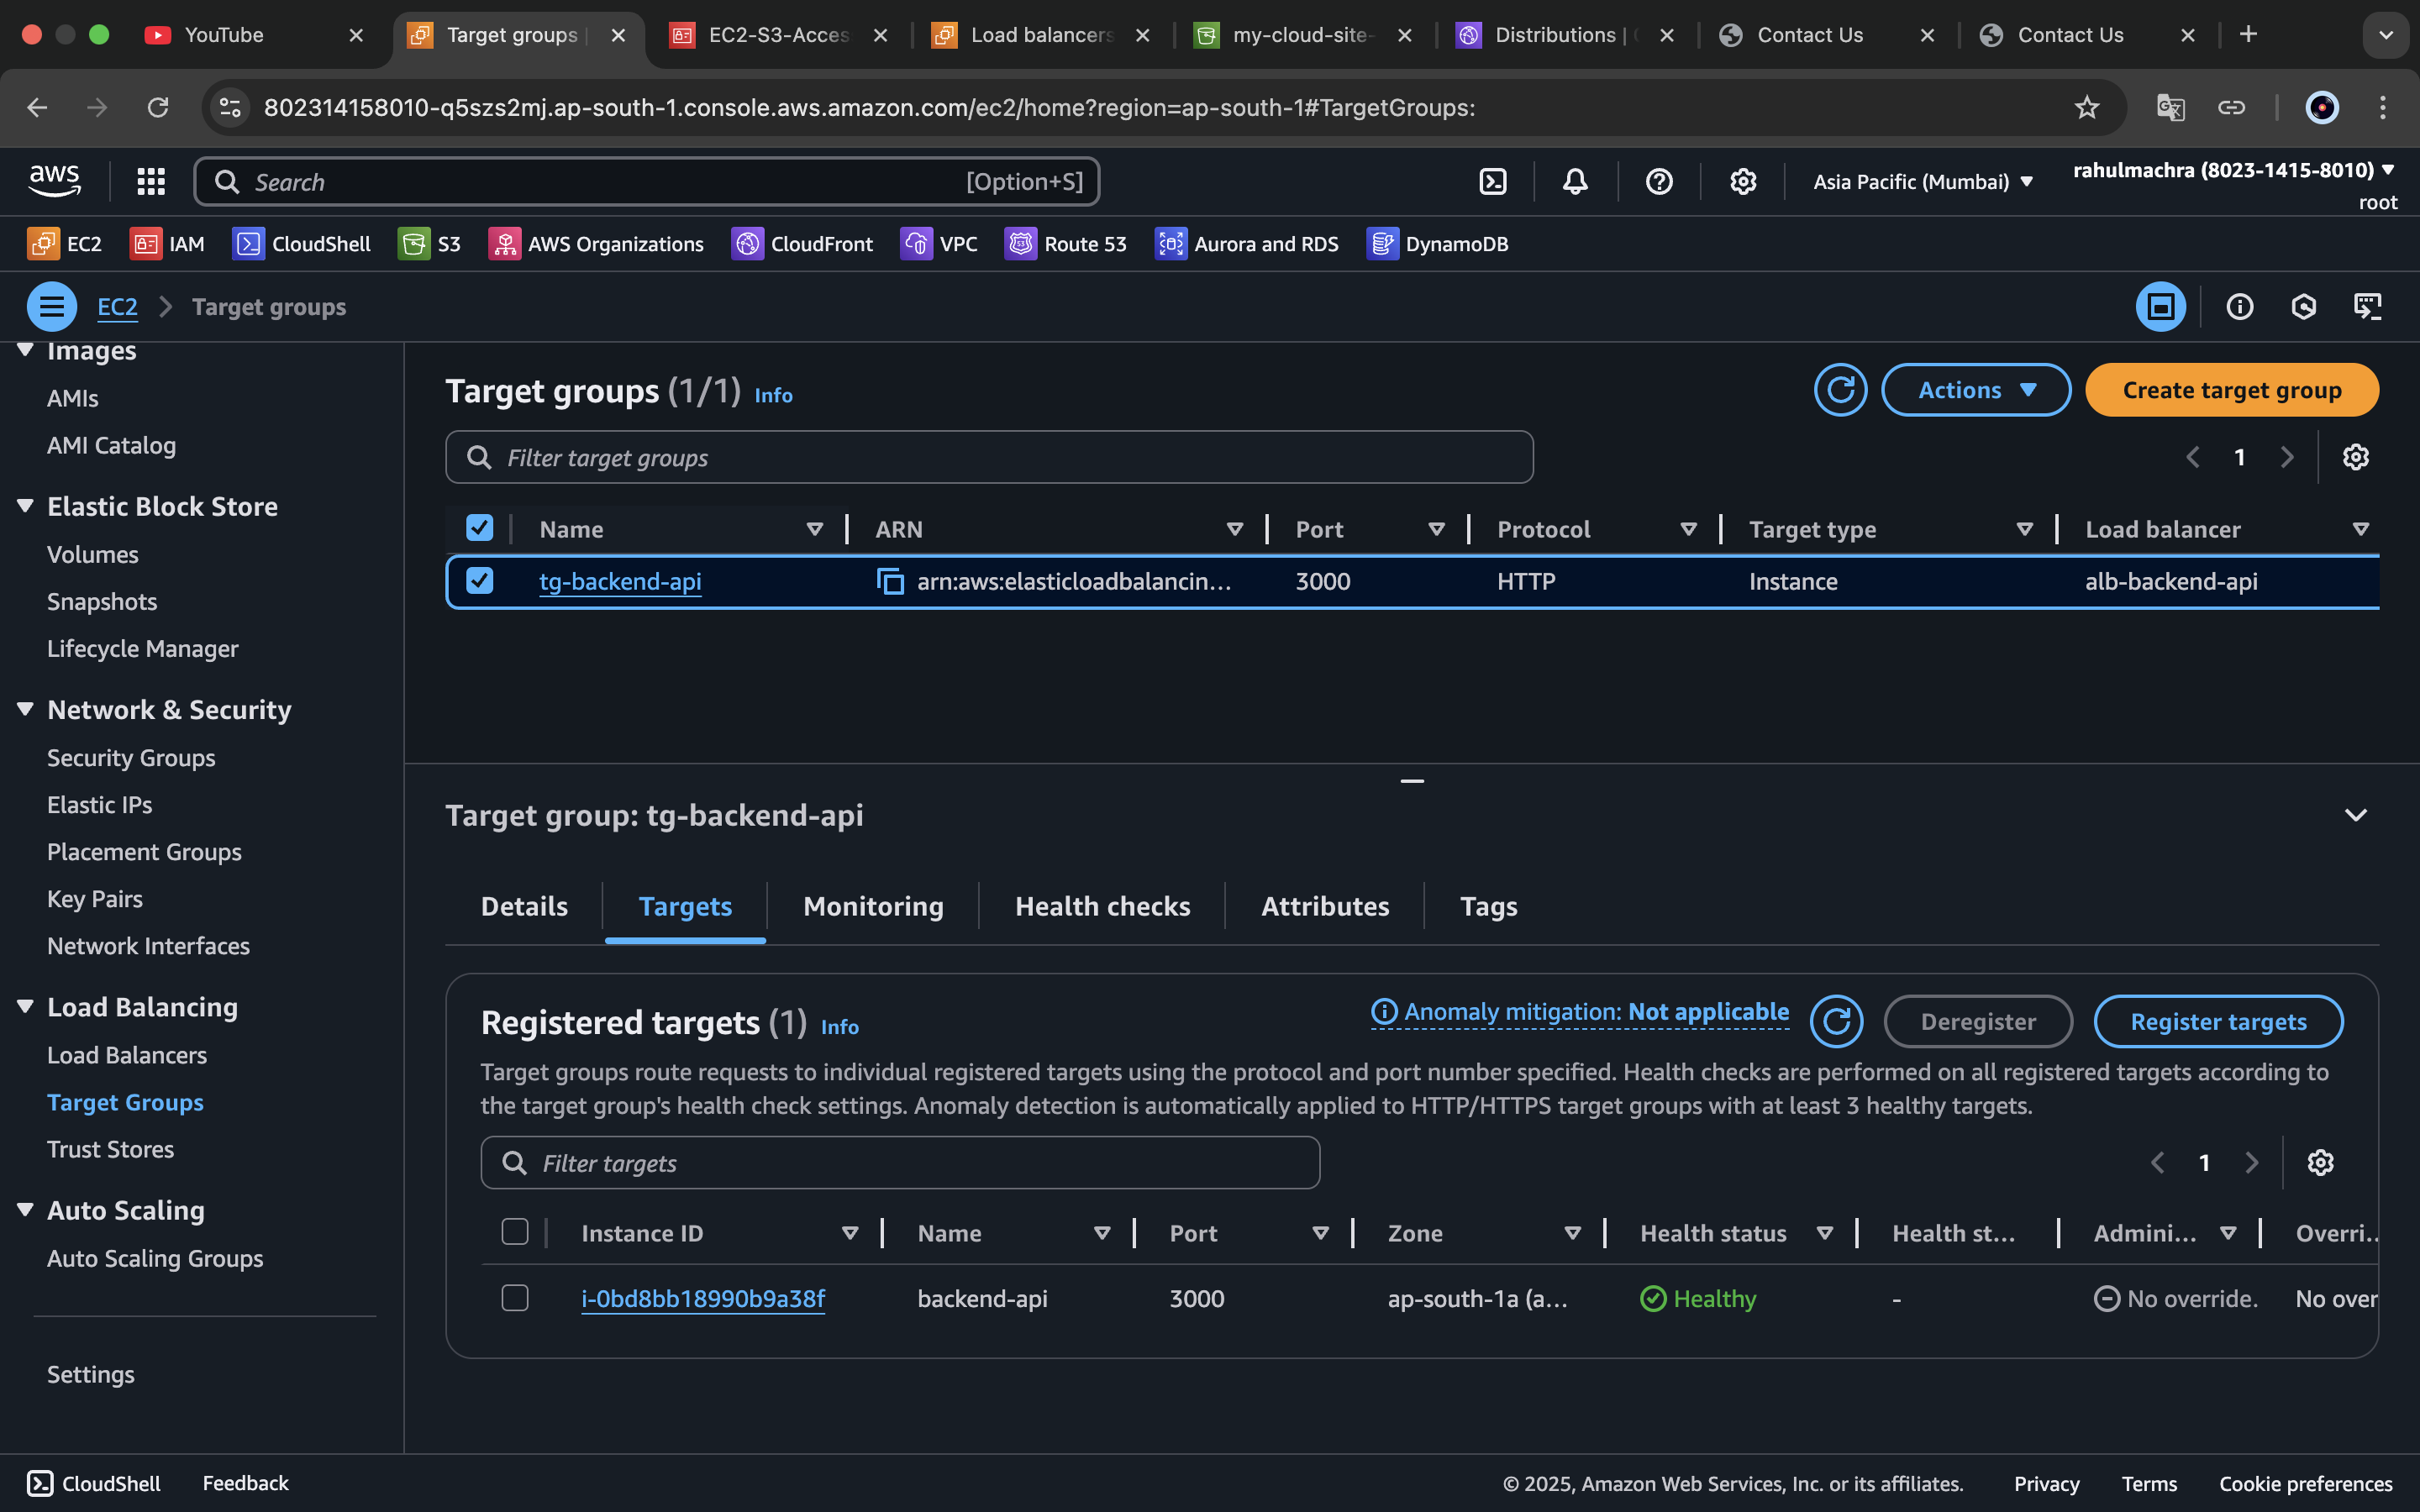 YouTube
Target groups |
EC2-S3-Acces
Load balancers
my-cloud-site-
Distributions | C
Contact Us
Contact Us
802314158010-q5szs2mj.ap-south-1.console.aws.amazon.com/ec2/home?region=ap-south-1#TargetGroups:
aws
Search
[Option+S]
Asia Pacific (Mumbai)
rahulmachra (8023-1415-8010)
root
EC2
IAM
CloudShell
S3
AWS Organizations
CloudFront
VPC
Route 53
Aurora and RDS
DynamoDB
EC2
Target groups
Images
AMIs
AMI Catalog
Elastic Block Store
Volumes
Snapshots
Lifecycle Manager
Network & Security
Security Groups
Elastic IPs
Placement Groups
Key Pairs
Network Interfaces
Load Balancing
Load Balancers
Target Groups
Trust Stores
Auto Scaling
Auto Scaling Groups
Settings
Target groups (1/1) Info
Actions
Create target group
Filter target groups
1
Name ARN Port Protocol Target type Load balancer
tg-backend-api arn:aws:elasticloadbalancin... 3000 HTTP Instance alb-backend-api
Target group: tg-backend-api
Details Targets Monitoring Health checks Attributes Tags
Registered targets (1) Info
Anomaly mitigation: Not applicable
Deregister
Register targets
Target groups route requests to individual registered targets using the protocol and port number specified. Health checks are performed on all registered targets according to
the target group's health check settings. Anomaly detection is automatically applied to HTTP/HTTPS target groups with at least 3 healthy targets.
Filter targets
1
Instance ID Name Port Zone Health status Health st... Admini... Overri..
i-0bd8bb18990b9a38f backend-api 3000 ap-south-1a (a... Healthy - No override. No over
CloudShell Feedback
© 2025, Amazon Web Services, Inc. or its affiliates. Privacy Terms Cookie preferences